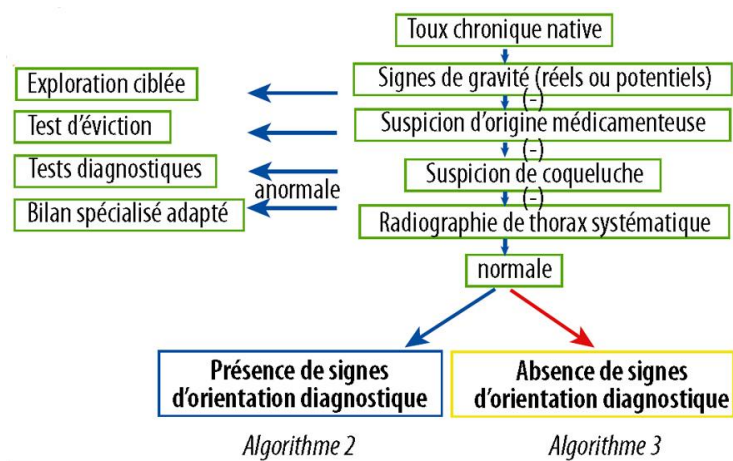 Toux chronique native
Exploration ciblée
Signes de gravité (réels ou potentiels)
(-)
Test d’éviction
Suspicion d’origine médicamenteuse
(-)
Tests diagnostiques
Suspicion de coqueluche
anormale
(-)
Bilan spécialisé adapté
Radiographie de thorax systématique
normale
Présence de signes
d’orientation diagnostique
Absence de signes
d’orientation diagnostique
Algorithme 2
Algorithme 3